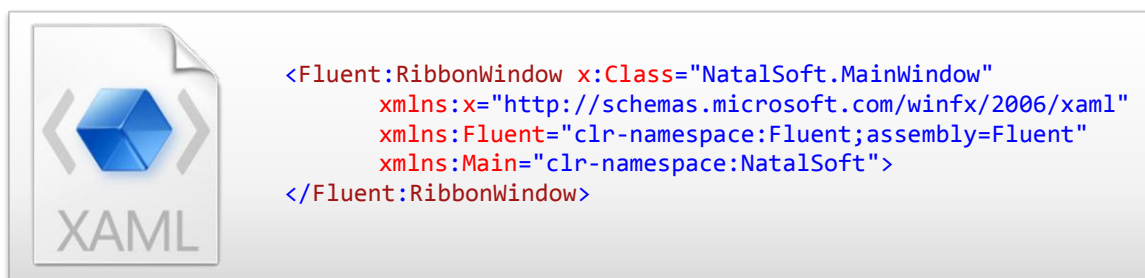 <Fluent:RibbonWindow x:Class="NatalSoft.MainWindow"
xmlns:x="http://schemas.microsoft.com/winfx/2006/xaml"
xmlns:Fluent="clr-namespace:Fluent;assembly=Fluent"
xmlns:Main="clr-namespace:NatalSoft">
</Fluent:RibbonWindow>
XAML